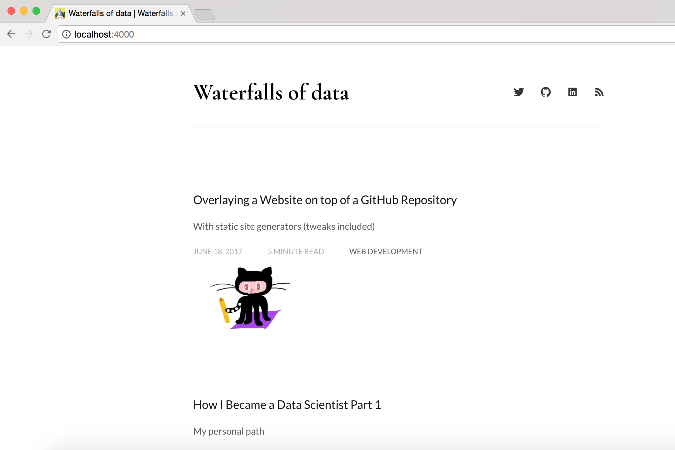 Waterfalls of data | Waterfalls
localhost:4000
Waterfalls of data
Overlaying a Website on top of a GitHub Repository
With static site generators (tweaks included)
JUNE 18, 2017 · 5 MINUTE READ · WEB DEVELOPMENT
How I Became a Data Scientist Part 1
My personal path